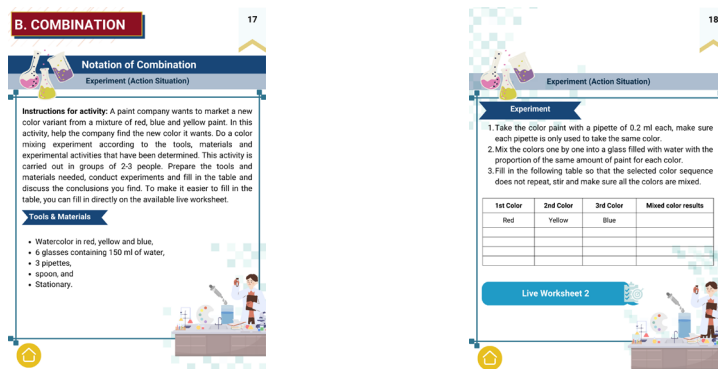 17
B. COMBINATION
Notation of Combination
Experiment (Action Situation)
Instructions for activity: A paint company wants to market a new
color variant from a mixture of red, blue and yellow paint. In this
activity, help the company find the new color it wants. Do a color
mixing experiment according to the tools, materials and
experimental activities that have been determined. This activity is
carried out in groups of 2-3 people. Prepare the tools and
materials needed, conduct experiments and fill in the table and
discuss the conclusions you find. To make it easier to fill in the
table, you can fill in directly on the available live worksheet.
Tools & Materials
• Watercolor in red, yellow and blue,
• 6 glasses containing 150 ml of water,
• 3 pipettes,
• spoon, and
• Stationary.
18
Experiment (Action Situation)
Experiment
1. Take the color paint with a pipette of 0.2 ml each, make sure
each pipette is only used to take the same color.
2. Mix the colors one by one into a glass filled with water with the
proportion of the same amount of paint for each color.
3. Fill in the following table so that the selected color sequence
does not repeat, stir and make sure all the colors are mixed.
1st Color 2nd Color 3rd Color Mixed color results
Red Yellow Blue
Live Worksheet 2